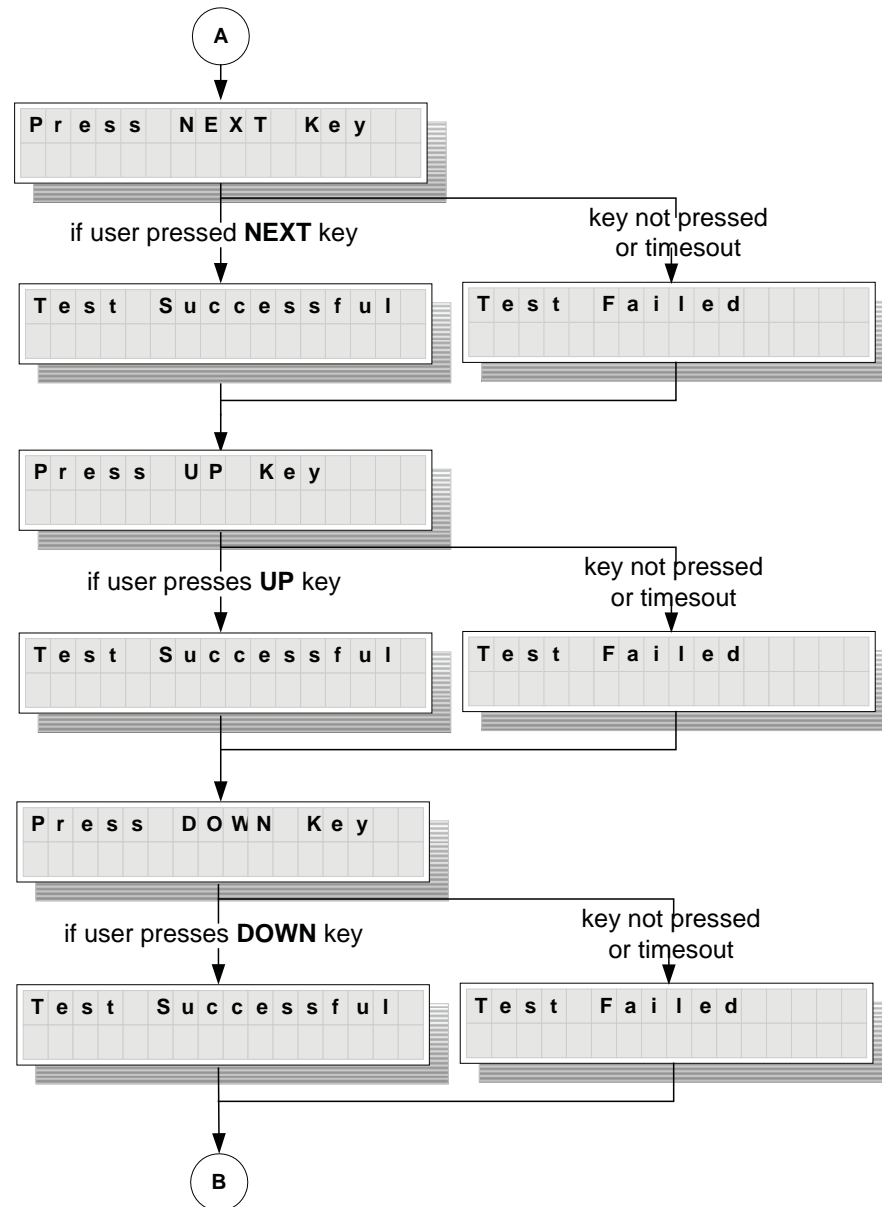 A
Press NEXT Key
if user pressed NEXT key
key not pressed
or timesout
Test Successful
Test Failed
Press UP Key
if user presses UP key
key not pressed
or timesout
Test Successful
Test Failed
Press DOWN Key
if user presses DOWN key
key not pressed
or timesout
Test Successful
Test Failed
B